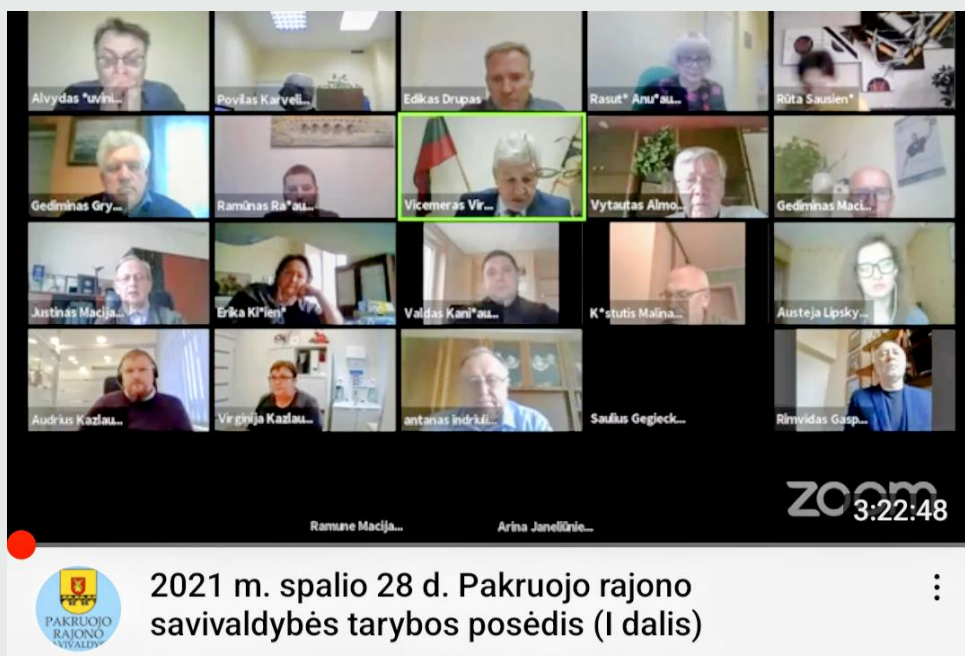 Alvydas *uvini...
Povilas Karveli...
Edikas Drupas
Rasut* Anu*au...
Rūta Sausien*
Gediminas Gry...
Ramūnas Ra*au...
Vicemeras Vir...
Vytautas Almo...
Gediminas Maci...
Justinas Macija...
Erika Ki*ien*
Valdas Kani*au...
K*stutis Malina...
Austeja Lipsky...
Audrius Kazlau...
Virginija Kazlau...
antanas indriuli...
Saulius Gegieck...
Rimvidas Gasp...
zoom
3:22:48
Ramune Macija...
Arina Janeliūnie...
2021 m. spalio 28 d. Pakruojo rajono
savivaldybės tarybos posėdis (I dalis)
PAKRUOJO
RAJONO